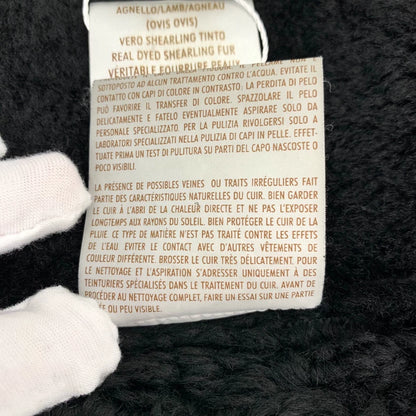 AGNELLO/LAMB/AGNEAU
(OVIS OVIS)
VERO SHEARLING TINTO
REAL DYED SHEARLING FUR
VÉRITABLE FOURRURE PEAUX
SOTTOPOSTO AD ALCUN TRATTAMENTO CONTRO L'ACQUA. EVITATE IL
CONTATTO CON CAPI DI COLORE IN CONTRASTO. LA PERDITA DI PELO
PUÒ FAVORIRE IL TRANSFER DI COLORE. SPAZZOLARE IL PELO
DELICATAMENTE E FATELO EVENTUALMENTE ASPIRARE SOLO DA
PERSONALE SPECIALIZZATO. PER LA PULIZIA RIVOLGERSI SOLO A
LABORATORI SPECIALIZZATI NELLA PULIZIA DI CAPI IN PELLE. EFFET-
TUATE PRIMA UN TEST DI PULITURA SU PARTI DEL CAPO NASCOSTE O
POCO VISIBILI.
LA PRÉSENCE DE POSSIBLES VEINES OU TRAITS IRRÉGULIERS FAIT
PARTIE DES CARACTÉRISTIQUES NATURELLES DU CUIR. BIEN GARDER
LE CUIR À L'ABRI DE LA CHALEUR DIRECTE ET NE PAS L'EXPOSER
LONGTEMPS AUX RAYONS DU SOLEIL. BIEN PROTÉGER LE CUIR DE LA
PLUIE. CE TYPE DE MATIÈRE N'EST PAS TRAITÉ CONTRE LES EFFETS
DE L'EAU. EVITER LE CONTACT AVEC D'AUTRES VÊTEMENTS DE
COULEUR DIFFÉRENTE. BROSSER LE CUIR TRÈS DÉLICATEMENT. POUR
LE NETTOYAGE ET L'ASPIRATION S'ADRESSER UNIQUEMENT À DES
TEINTURIERS SPÉCIALISÉS DANS LE TRAITEMENT DU CUIR. AVANT DE
PROCÉDER AU NETTOYAGE COMPLET, FAIRE UN ESSAI SUR UNE PARTIE
CACHÉE.